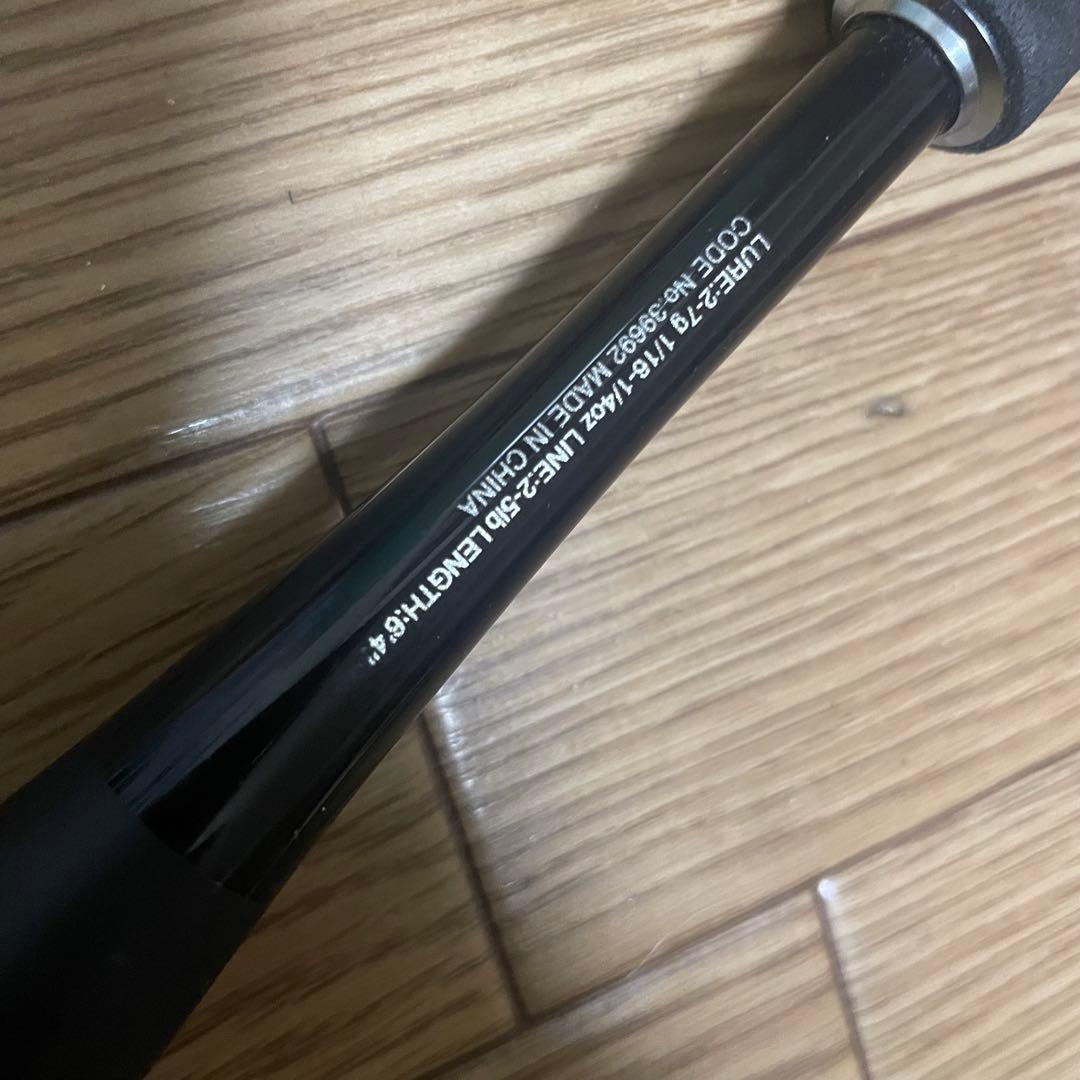 LURE:2-7g 1/16-1/4oz LINE:2-5lb LENGTH:6'4"
CODE No.39692 MADE IN CHINA